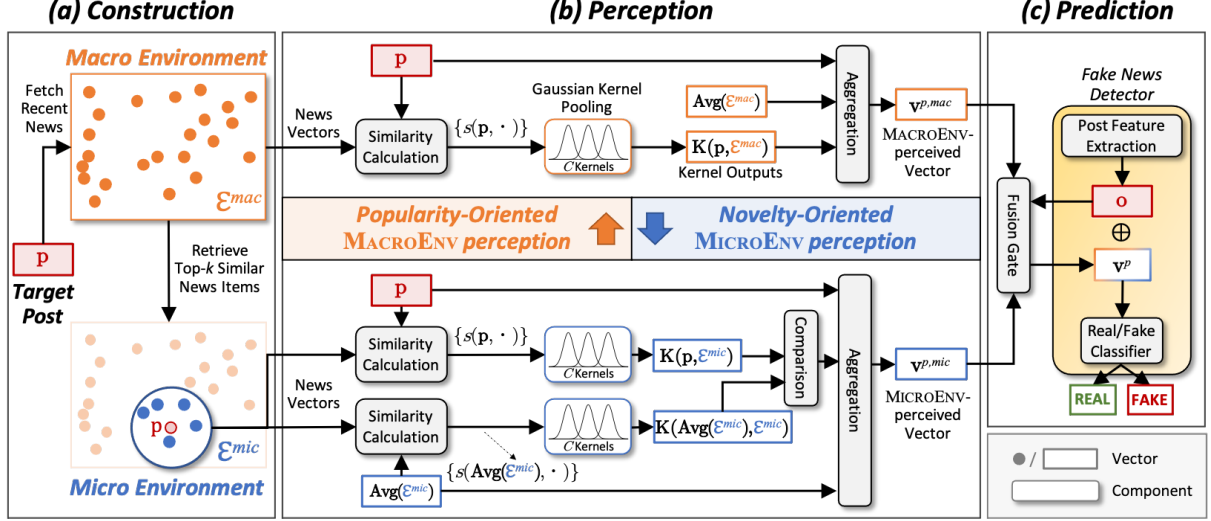 (a) Construction
(b) Perception
(c) Prediction
Macro Environment
Fetch
Recent
News
ℰᵐᵃᶜ
p
Target
Post
Retrieve
Top-k Similar
News Items
p
ℰᵐⁱᶜ
Micro Environment
News
Vectors
p
Similarity
Calculation
{s(p, ·)}
Gaussian Kernel
Pooling
C Kernels
Avg(ℰᵐᵃᶜ)
K(p,ℰᵐᵃᶜ)
Kernel Outputs
Aggregation
vᵖ,ᵐᵃᶜ
MACROENV-
perceived
Vector
Popularity-Oriented
MACROENV perception
Novelty-Oriented
MICROENV perception
News
Vectors
p
Similarity
Calculation
{s(p, ·)}
C Kernels
K(p,ℰᵐⁱᶜ)
Comparison
Similarity
Calculation
C Kernels
K(Avg(ℰᵐⁱᶜ),ℰᵐⁱᶜ)
{s(Avg(ℰᵐⁱᶜ), ·)}
Avg(ℰᵐⁱᶜ)
Aggregation
vᵖ,ᵐⁱᶜ
MICROENV-
perceived
Vector
Fake News
Detector
Post Feature
Extraction
o
⊕
vᵖ
Fusion Gate
Real/Fake
Classifier
REAL
FAKE
/
Vector
Component